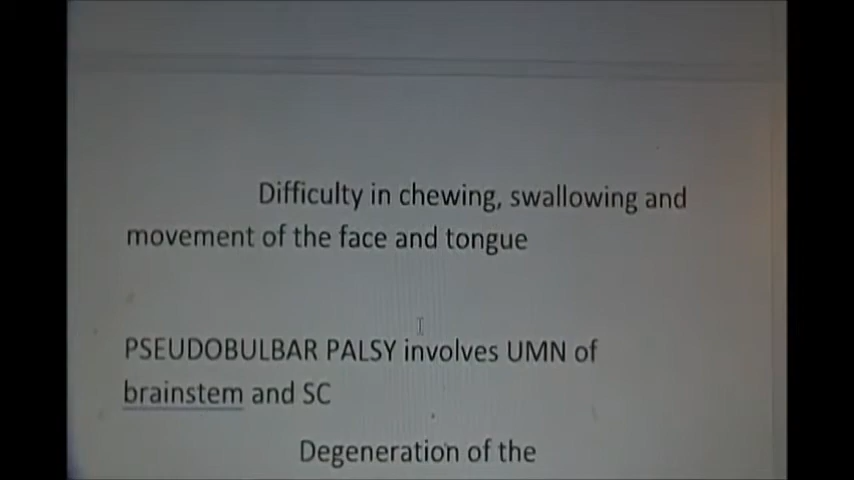 Difficulty in chewing, swallowing and
movement of the face and tongue
PSEUDOBULBAR PALSY involves UMN of
brainstem and SC
Degeneration of the